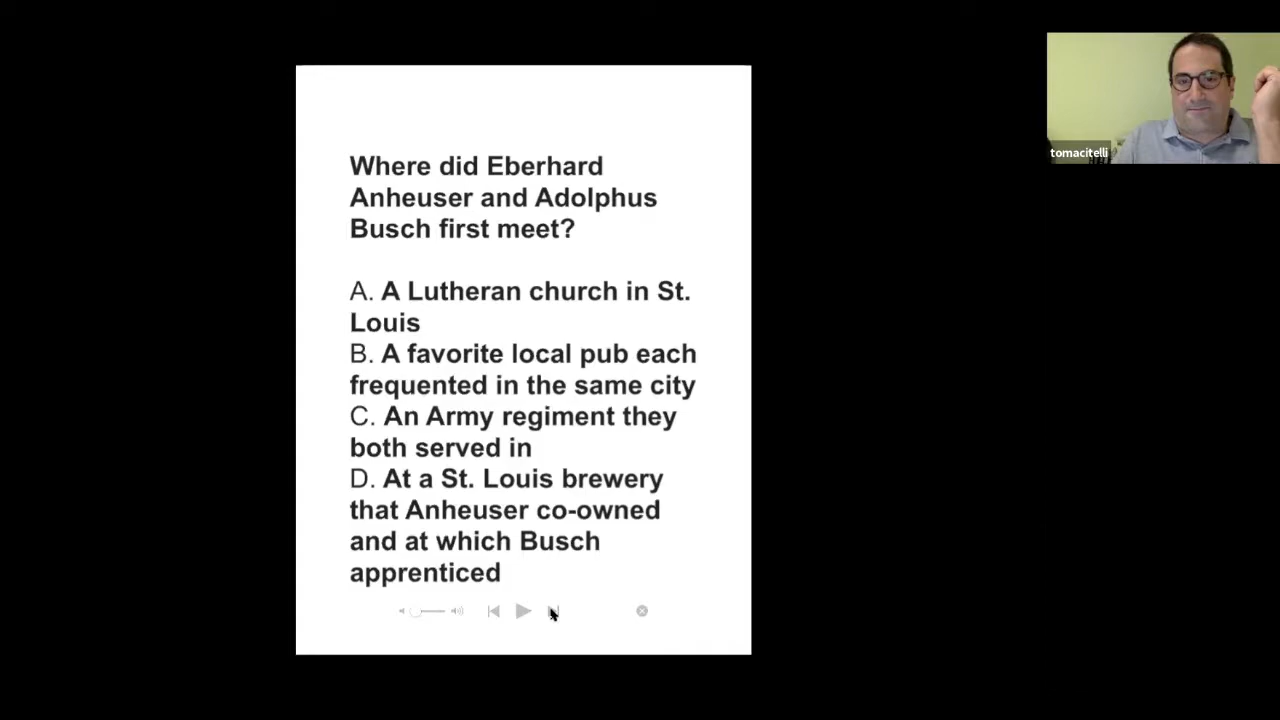 Where did Eberhard
Anheuser and Adolphus
Busch first meet?
A. A Lutheran church in St.
Louis
B. A favorite local pub each
frequented in the same city
C. An Army regiment they
both served in
D. At a St. Louis brewery
that Anheuser co-owned
and at which Busch
apprenticed
tomacitelli